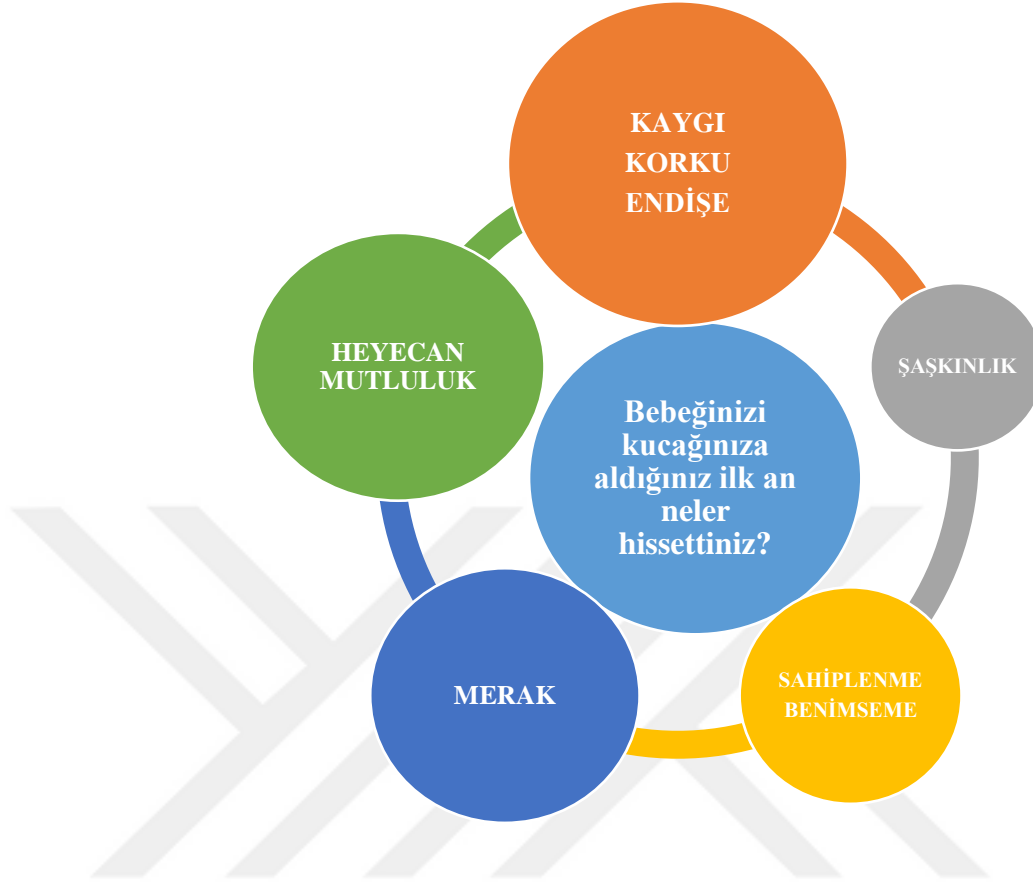 KAYGI
KORKU
ENDİŞE
HEYECAN
MUTLULUK
ŞAŞKINLIK
Bebeğinizi
kucağınıza
aldığınız ilk an
neler
hissettiniz?
MERAK
SAHİPLENME
BENİMSEME